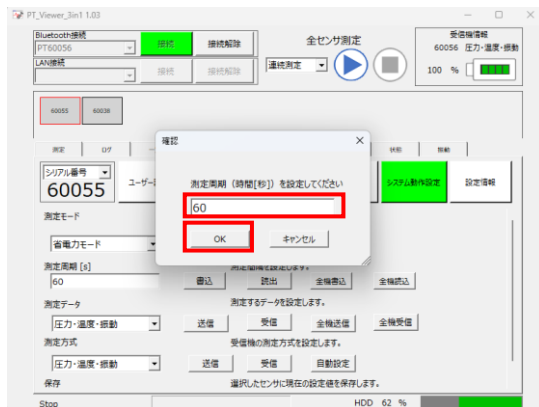 PT_Viewer_3in1 1.03
Bluetooth接続
PT60056
接続
接続解除
全センサ測定
受信機情報
60056 圧力・温度・振動
LAN接続
接続
接続解除
連続測定
100 %
60055
60038
測定
ログ
状態
振動
確認
測定周期（時間[秒]）を設定してください
60
OK
キャンセル
シリアル番号
60055
システム動作設定
設定情報
測定モード
省電力モード
測定周期 [s]
60
書込
読出
全機書込
全機読込
測定データ
測定するデータを設定します。
圧力・温度・振動
送信
受信
全機送信
全機受信
測定方式
受信機の測定方式を設定します。
圧力・温度・振動
送信
受信
自動設定
保存
選択したセンサに現在の設定値を保存します。
Stop
HDD 62 %